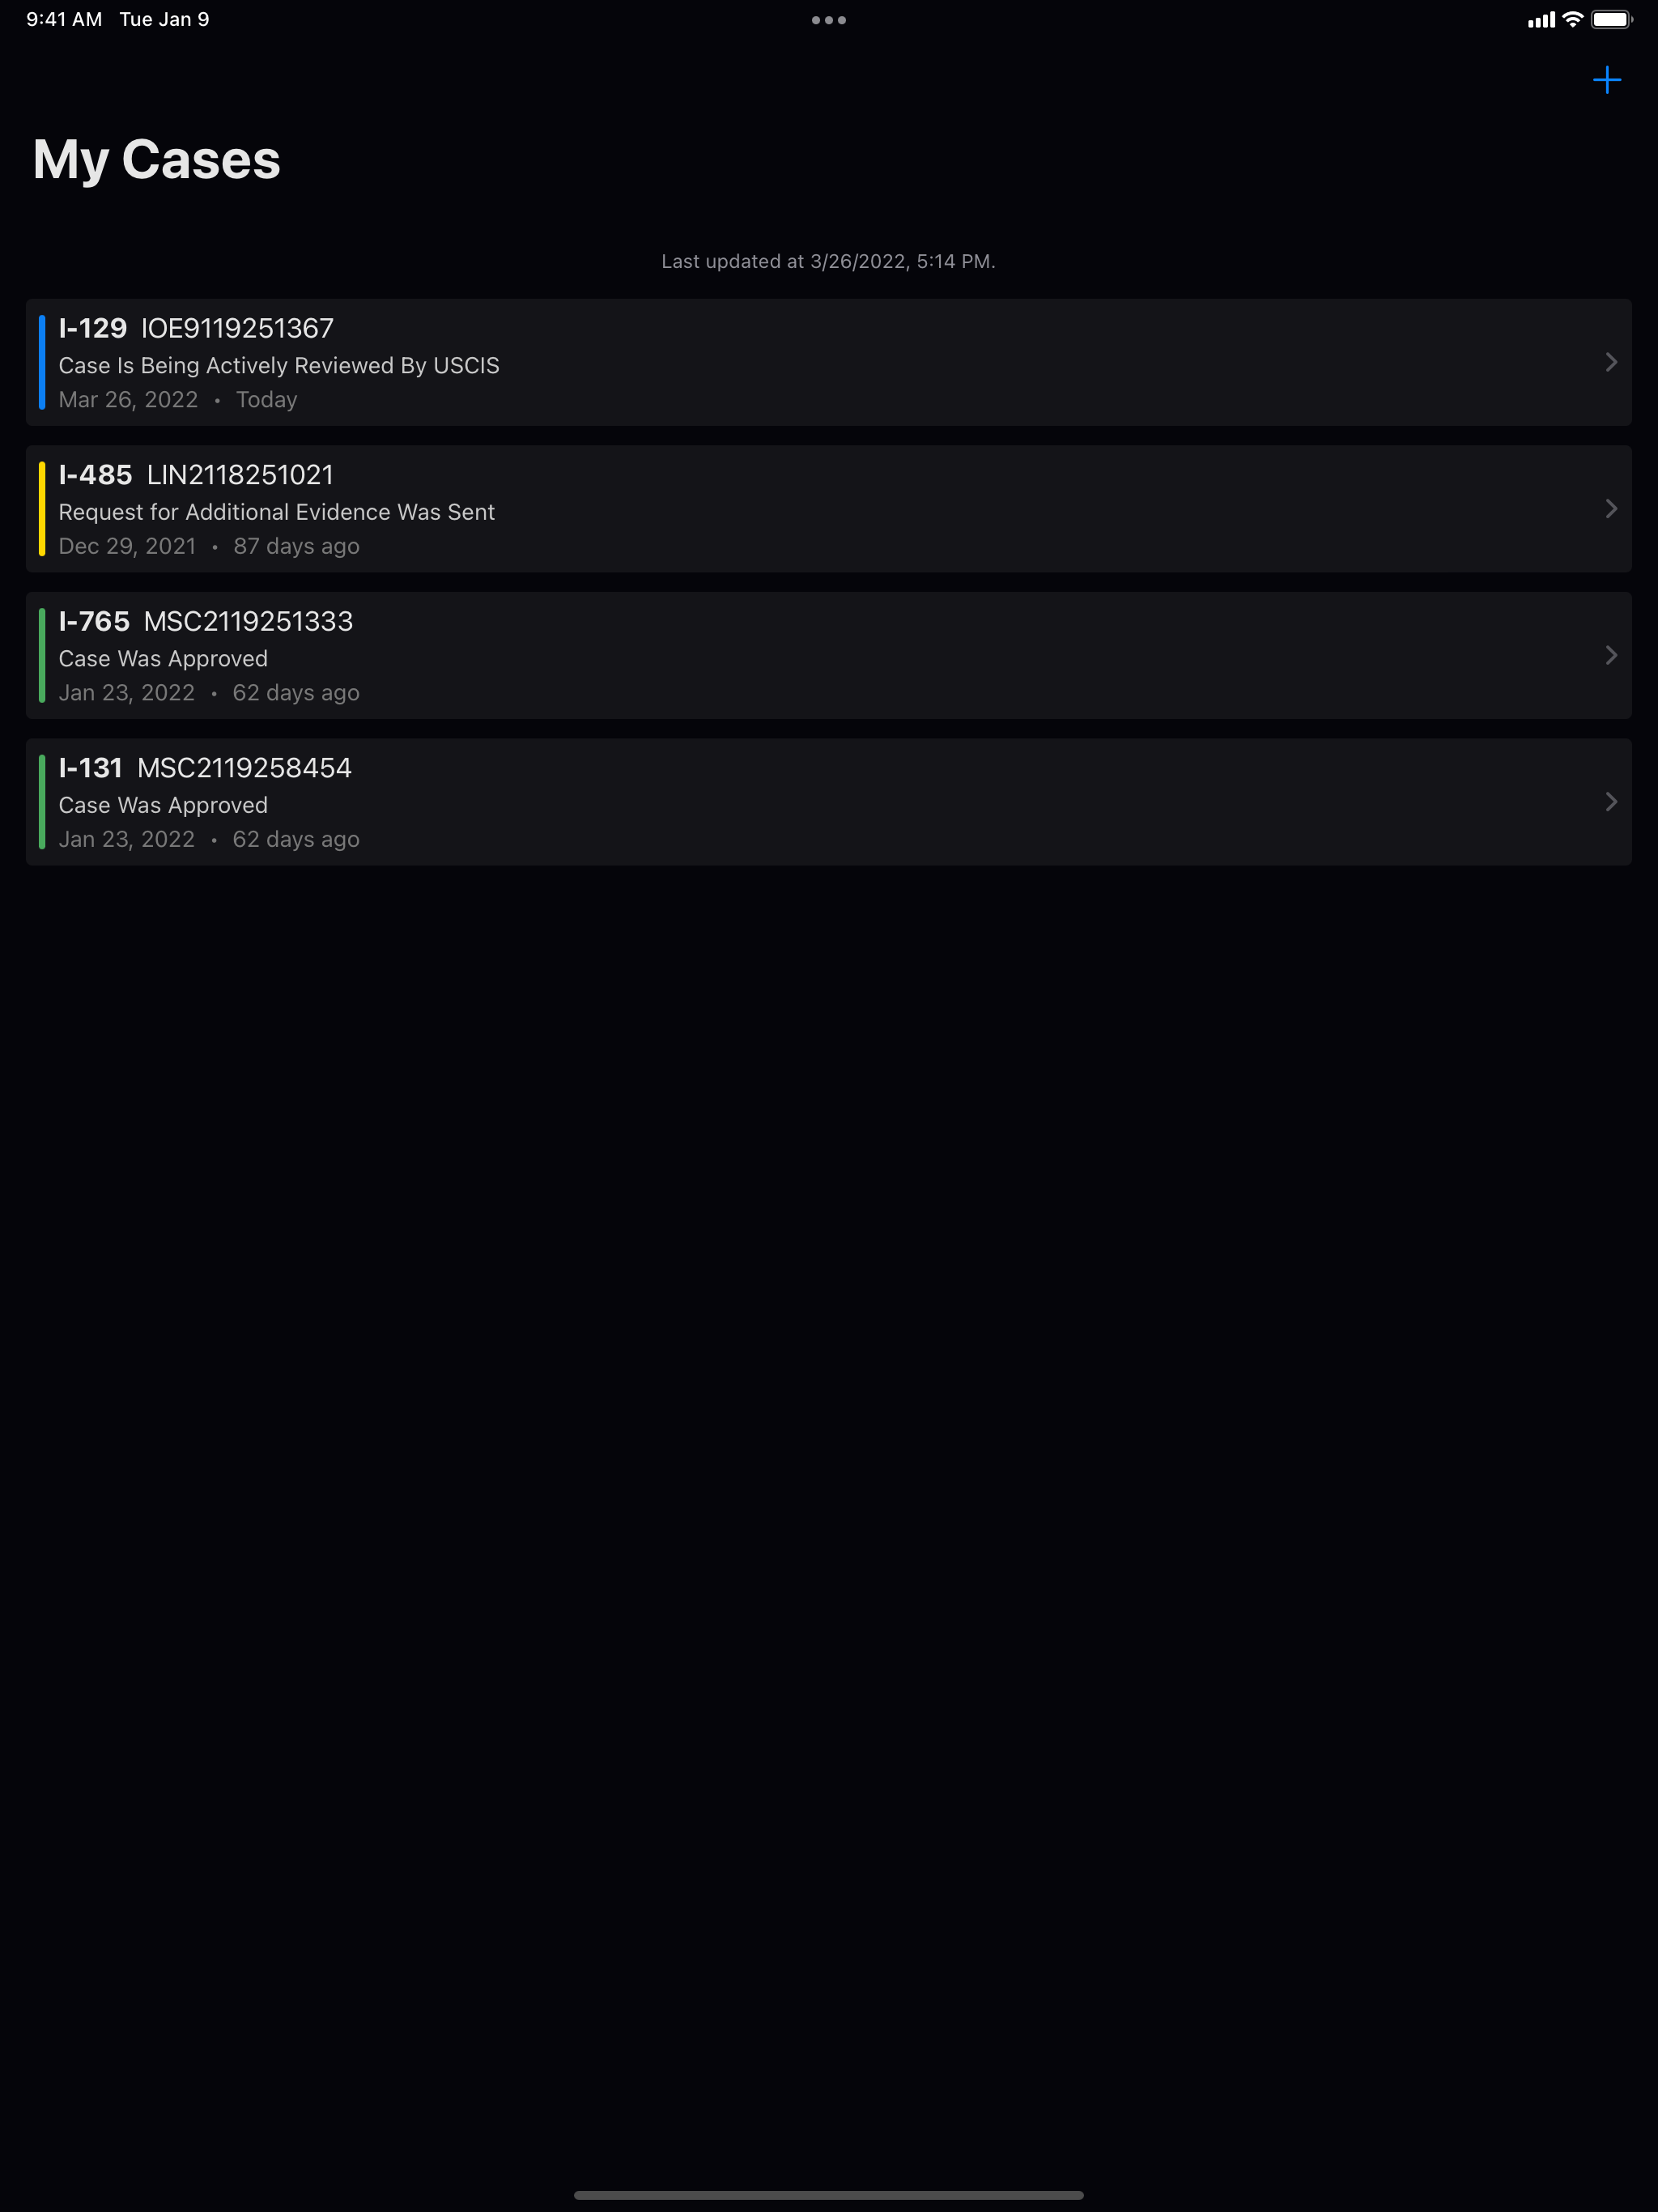 9:41 AM Tue Jan 9
My Cases
Last updated at 3/26/2022, 5:14 PM.
I-129 IOE9119251367
Case Is Being Actively Reviewed By USCIS
Mar 26, 2022 • Today
I-485 LIN2118251021
Request for Additional Evidence Was Sent
Dec 29, 2021 • 87 days ago
I-765 MSC2119251333
Case Was Approved
Jan 23, 2022 • 62 days ago
I-131 MSC2119258454
Case Was Approved
Jan 23, 2022 • 62 days ago